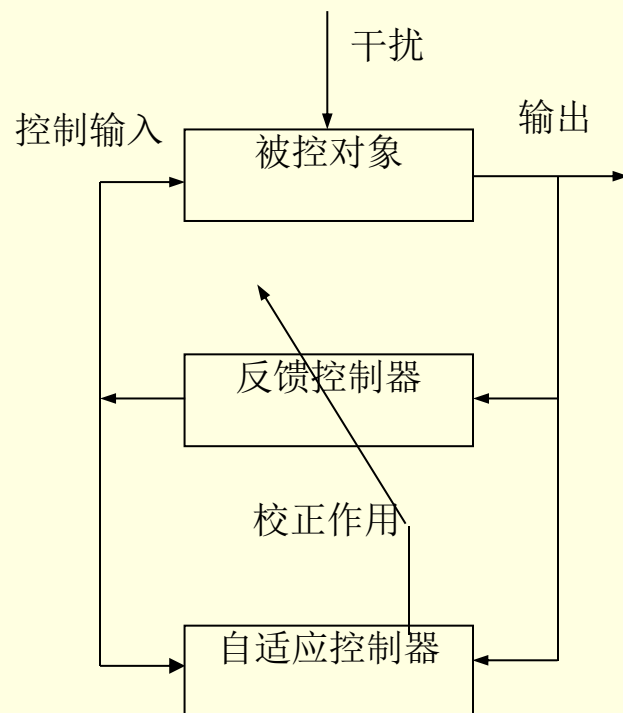 干扰
控制输入
被控对象
输出
反馈控制器
校正作用
自适应控制器